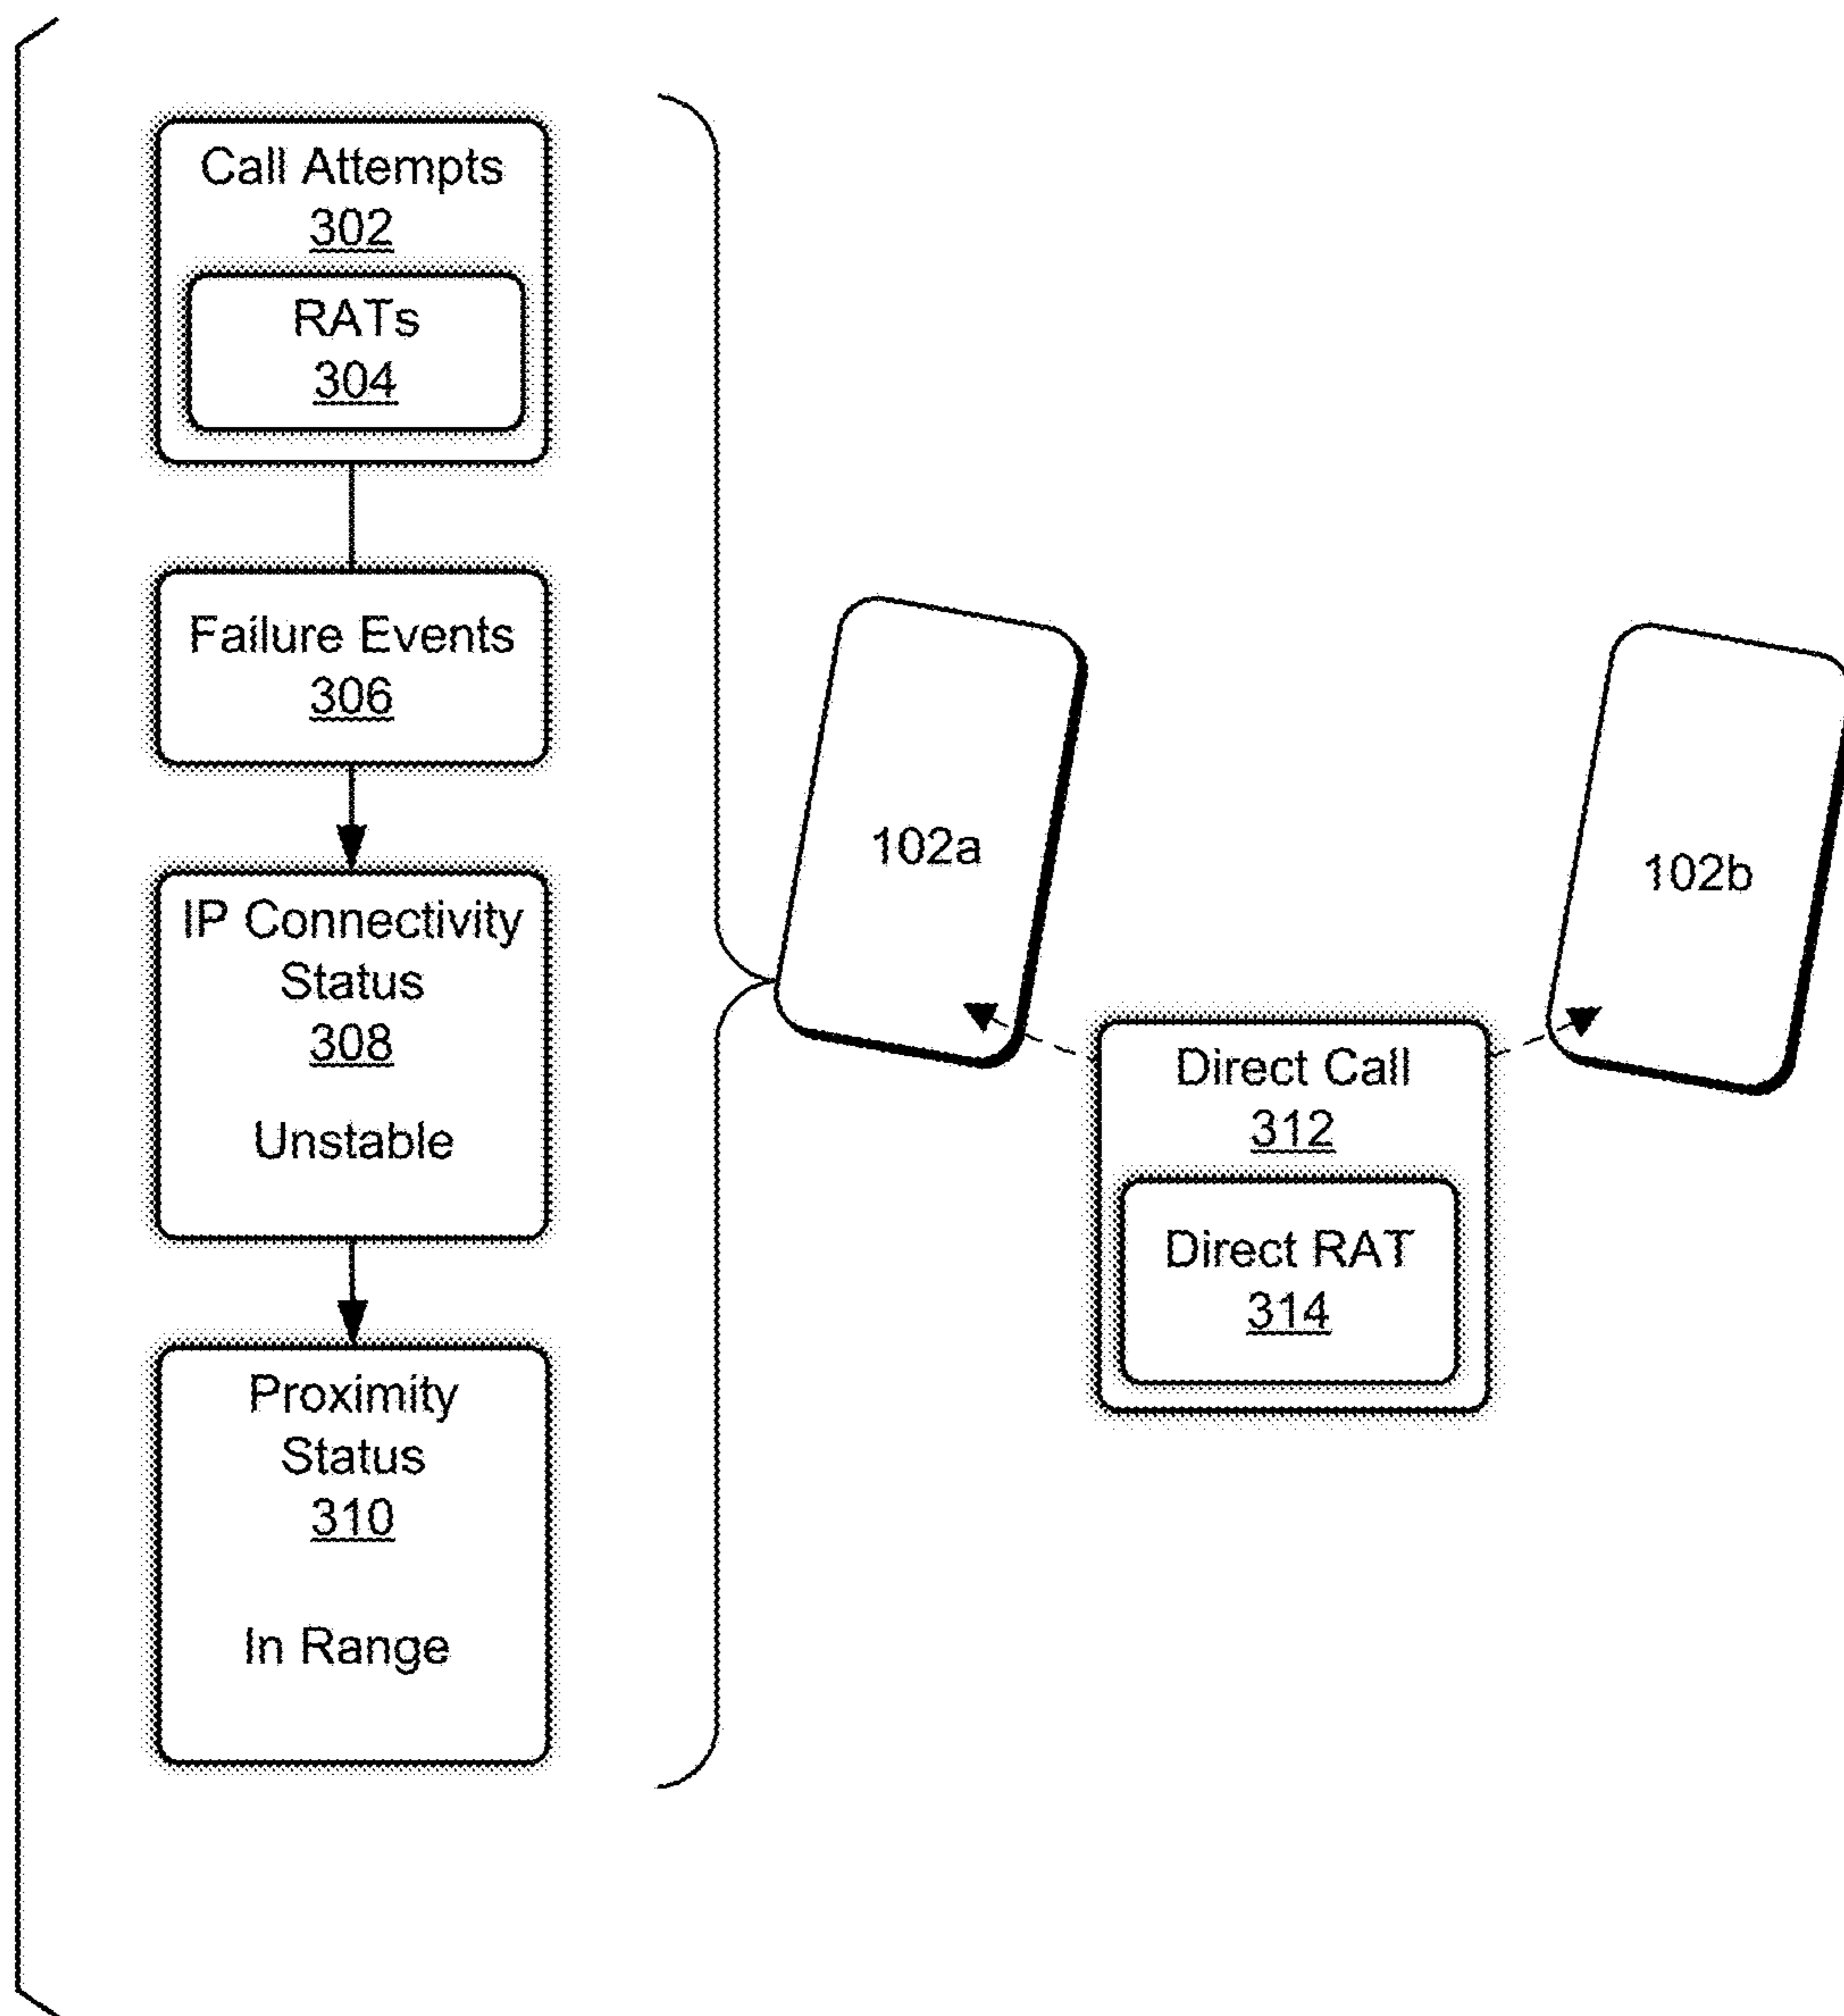 Call Attempts
302
RATs
304
Failure Events
306
IP Connectivity
Status
308
Unstable
Proximity
Status
310
In Range
102a
102b
Direct Call
312
Direct RAT
314